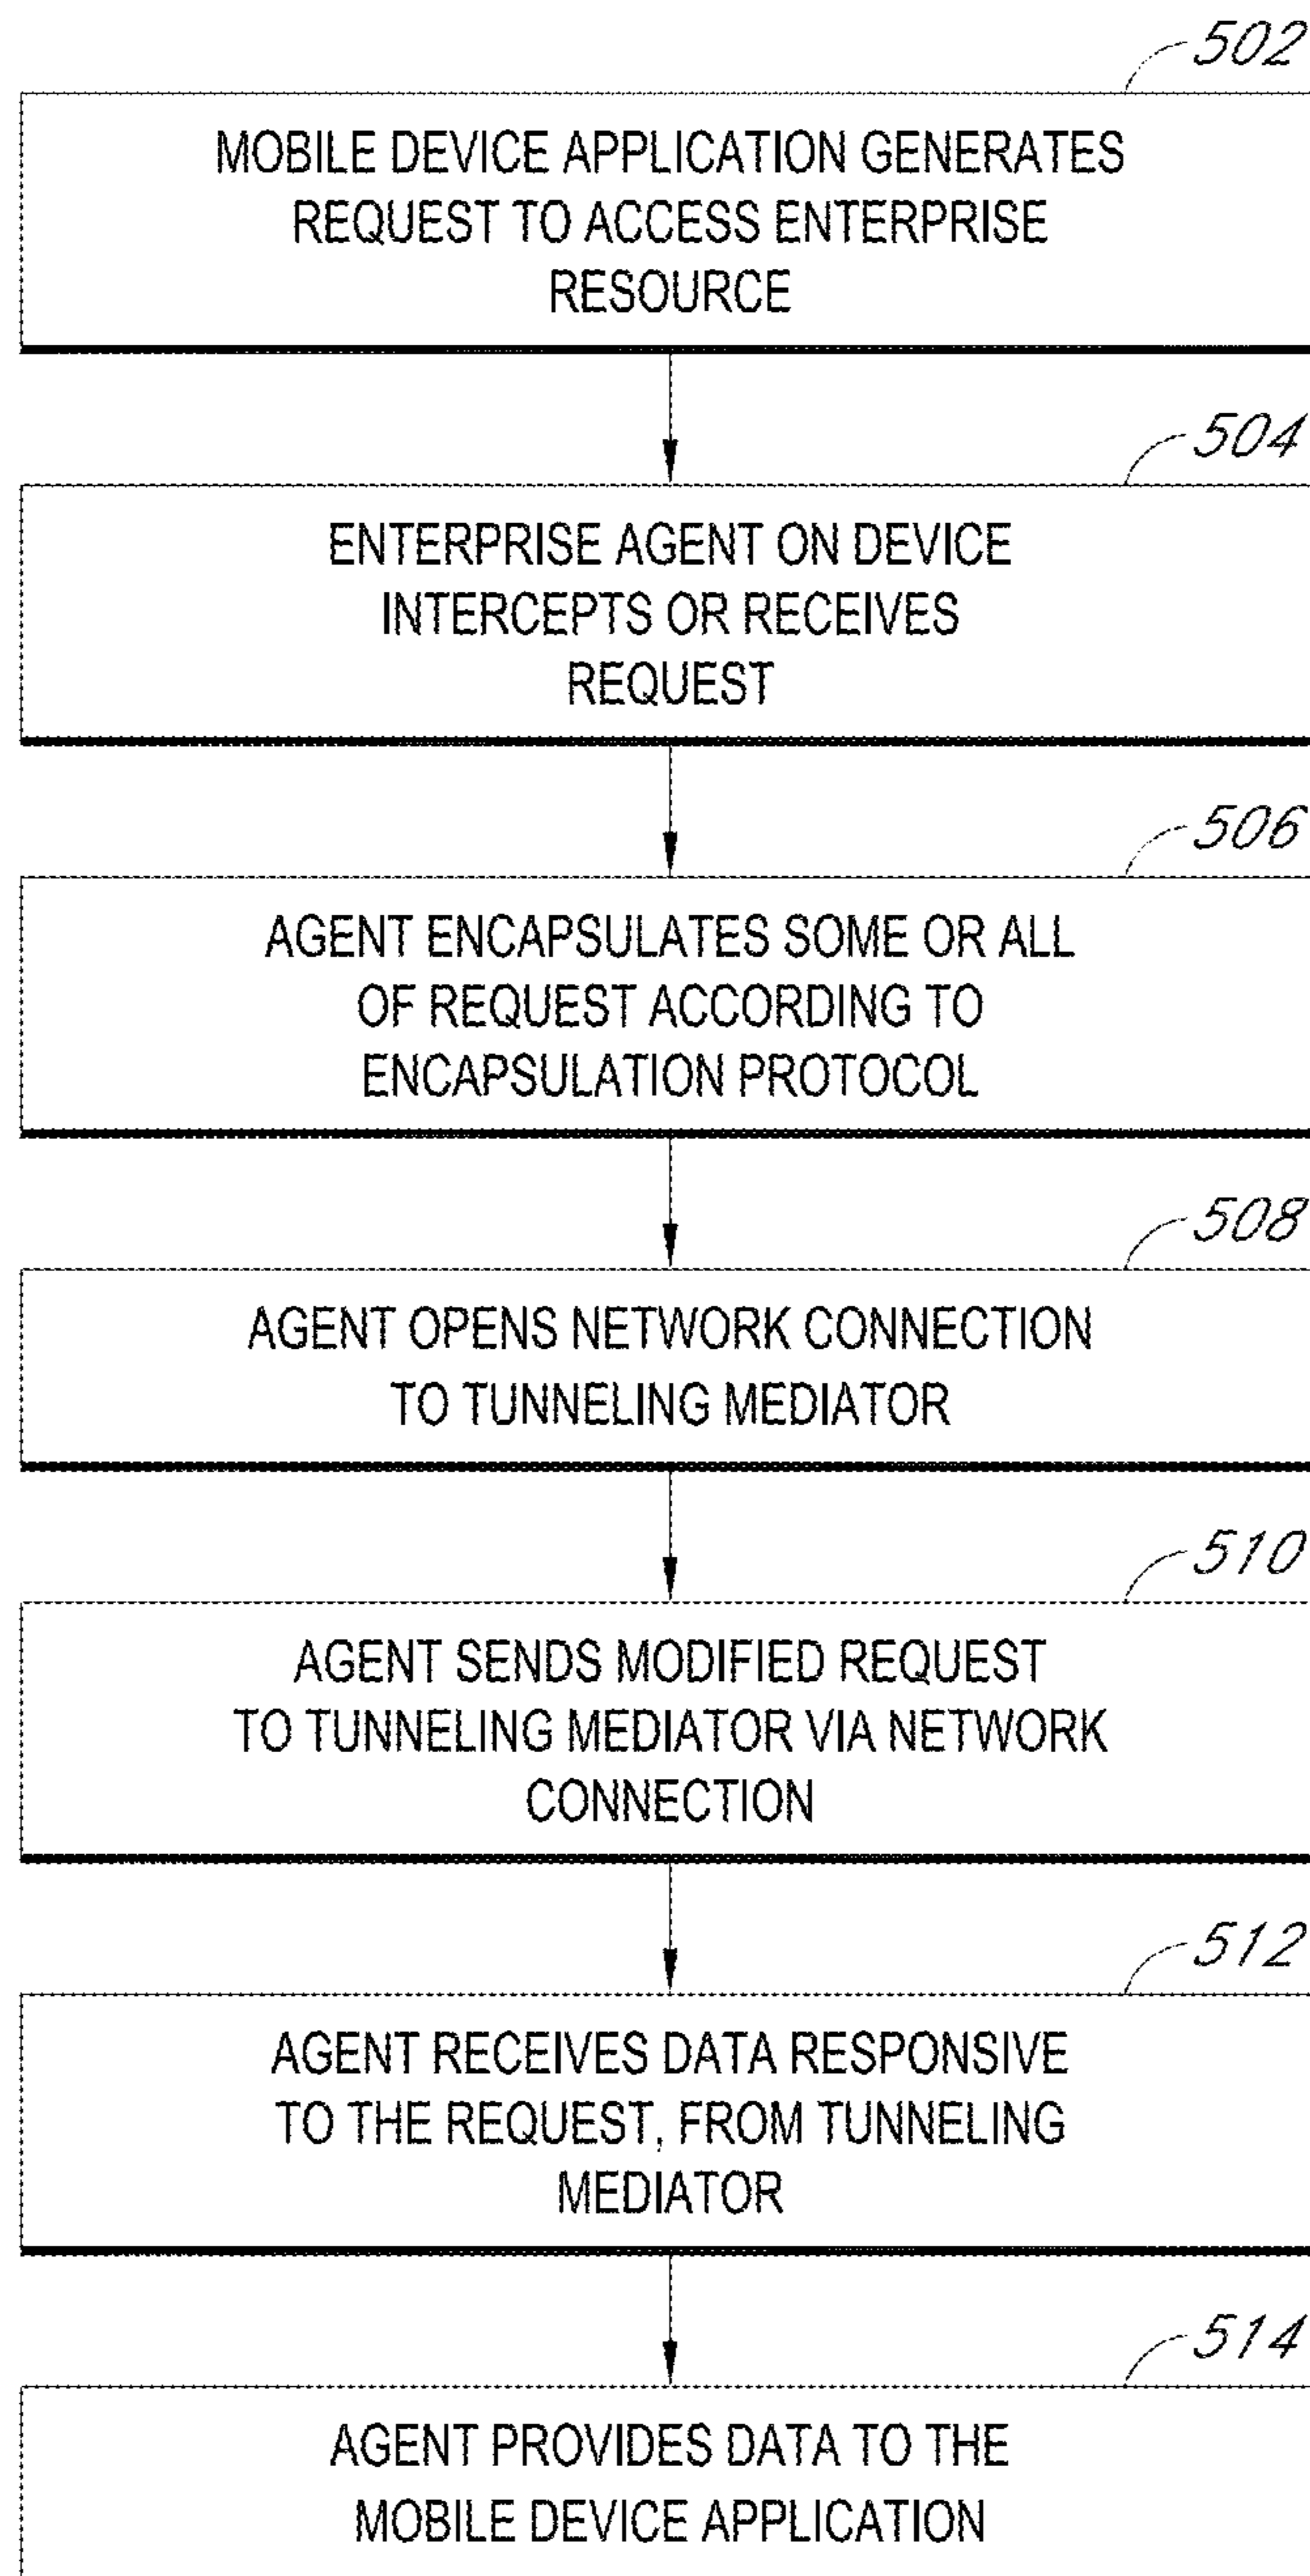 502
MOBILE DEVICE APPLICATION GENERATES
REQUEST TO ACCESS ENTERPRISE
RESOURCE
504
ENTERPRISE AGENT ON DEVICE
INTERCEPTS OR RECEIVES
REQUEST
506
AGENT ENCAPSULATES SOME OR ALL
OF REQUEST ACCORDING TO
ENCAPSULATION PROTOCOL
508
AGENT OPENS NETWORK CONNECTION
TO TUNNELING MEDIATOR
510
AGENT SENDS MODIFIED REQUEST
TO TUNNELING MEDIATOR VIA NETWORK
CONNECTION
512
AGENT RECEIVES DATA RESPONSIVE
TO THE REQUEST, FROM TUNNELING
MEDIATOR
514
AGENT PROVIDES DATA TO THE
MOBILE DEVICE APPLICATION